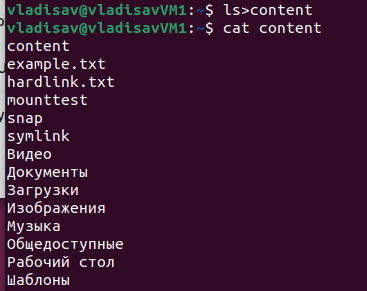 vladisav@vladisavVM1:~$ ls>content
vladisav@vladisavVM1:~$ cat content
content
example.txt
hardlink.txt
mounttest
snap
symlink
Видео
Документы
Загрузки
Изображения
Музыка
Общедоступные
Рабочий стол
Шаблоны